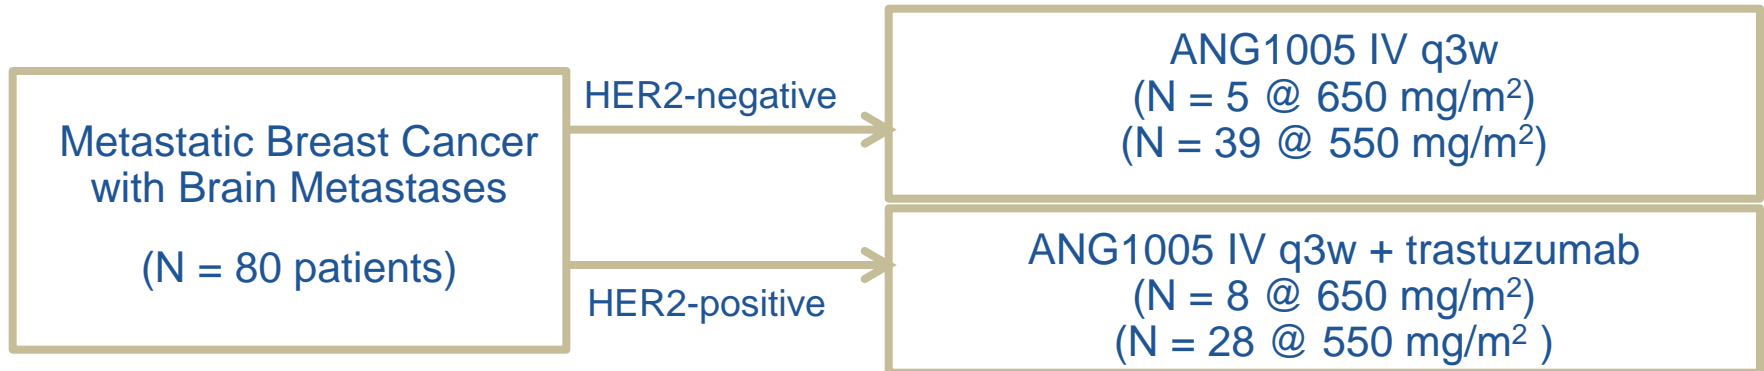 Metastatic Breast Cancer
with Brain Metastases
(N = 80 patients)
HER2-negative
HER2-positive
ANG1005 IV q3w
(N = 5 @ 650 mg/m²)
(N = 39 @ 550 mg/m²)
ANG1005 IV q3w + trastuzumab
(N = 8 @ 650 mg/m²)
(N = 28 @ 550 mg/m² )